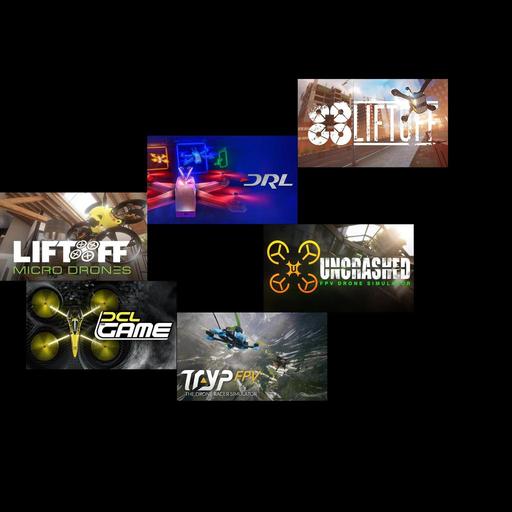 LIFTOFF
DRL
LIFTOFF
MICRO DRONES
UNCRASHED
FPV DRONE SIMULATOR
DCL
GAME
TRYP FPV
THE DRONE RACER SIMULATOR